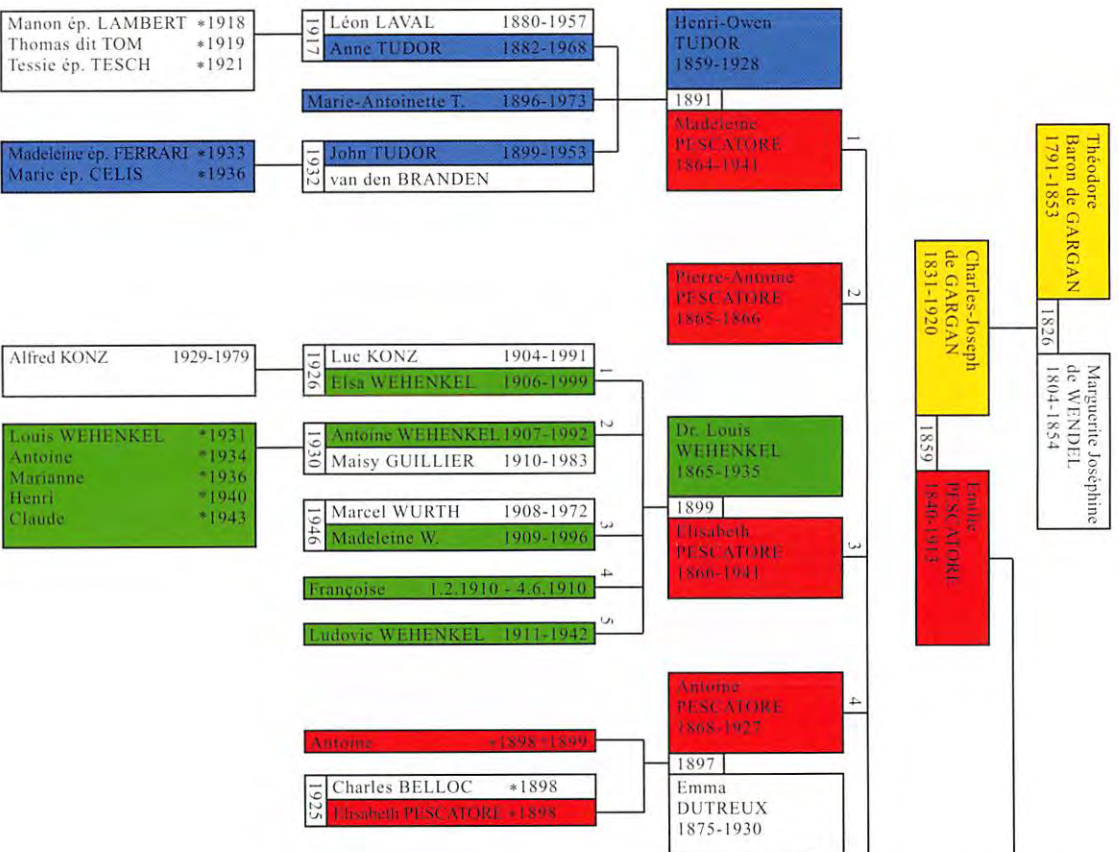 Manon ép. LAMBERT *1918
Thomas dit TOM *1919
Tessie ép. TESCH *1921
1917
Léon LAVAL 1880-1957
Anne TUDOR 1882-1968
Henri-Owen
TUDOR
1859-1928
Marie-Antoinette T. 1896-1973
1891
Madeleine
PESCATORE
1864-1941
1
Madeleine ép. FERRARI *1933
Marie ép. CELIS *1936
1932
John TUDOR 1899-1953
van den BRANDEN
Pierre-Antoine
PESCATORE
1865-1866
2
Alfred KONZ 1929-1979
1926
Luc KONZ 1904-1991
Elsa WEHENKEL 1906-1999
1
Louis WEHENKEL *1931
Antoine *1934
Marianne *1936
Henri *1940
Claude *1943
1930
Antoine WEHENKEL 1907-1992
Maisy GUILLIER 1910-1983
2
1946
Marcel WURTH 1908-1972
Madeleine W. 1909-1996
3
Françoise 1.2.1910 - 4.6.1910
4
Ludovic WEHENKEL 1911-1942
5
Dr. Louis
WEHENKEL
1865-1935
1899
Elisabeth
PESCATORE
1866-1941
3
Antoine
PESCATORE
1868-1927
4
1897
Emma
DUTREUX
1875-1930
Antoine *1898 *1899
1925
Charles BELLOC *1898
Elisabeth PESCATORE *1898
Théodore
Baron de GARGAN
1791-1853
1826
Marguerite Joséphine
de WENDEL
1804-1854
Charles-Joseph
de GARGAN
1831-1920
1859
Emilie
PESCATORE
1840-1913